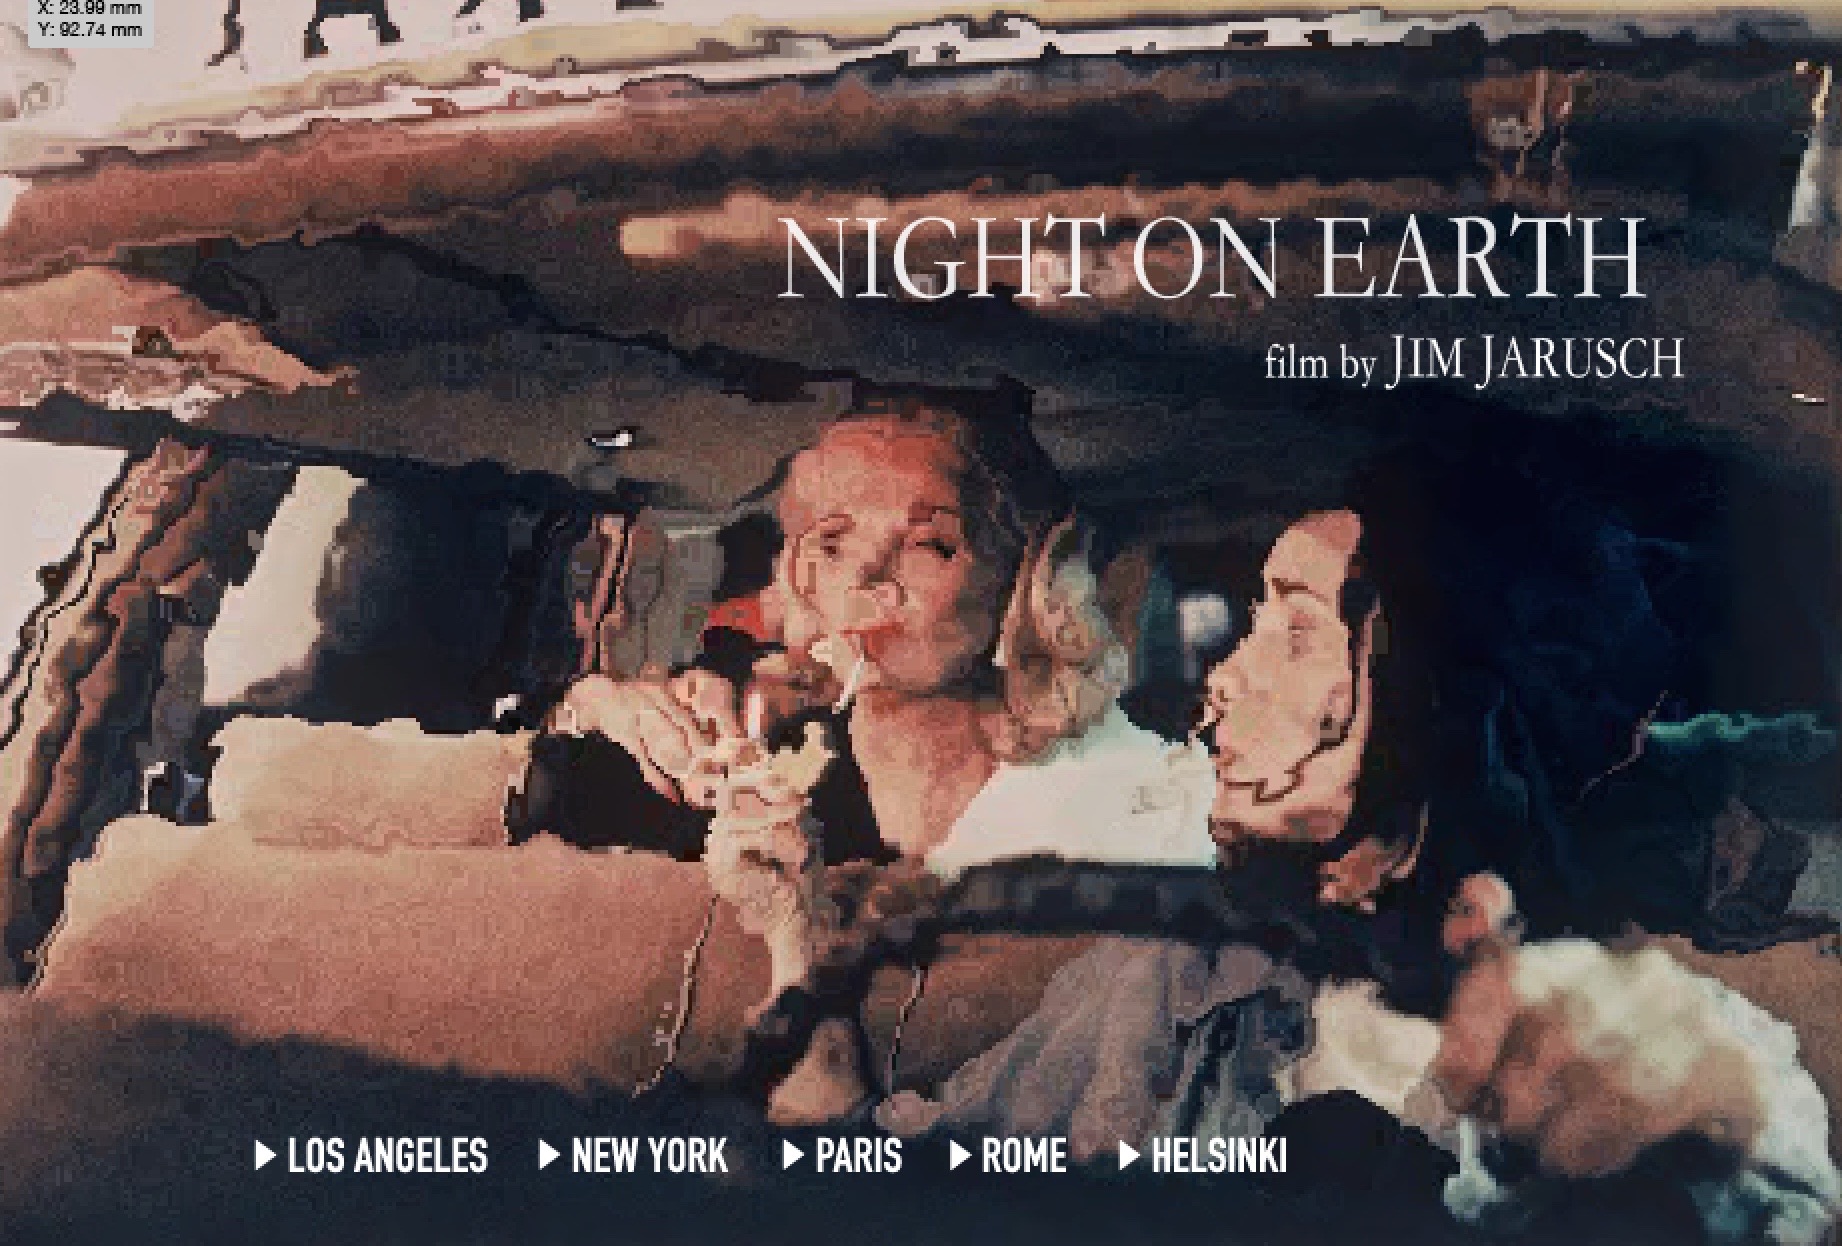 X: 23.99 mm
Y: 92.74 mm
NIGHT ON EARTH
film by JIM JARUSCH
LOS ANGELES NEW YORK PARIS ROME HELSINKI